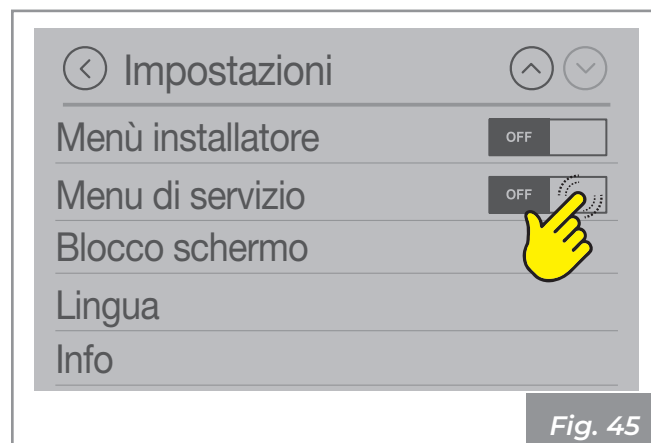 Impostazioni
Menù installatore OFF
Menu di servizio OFF
Blocco schermo
Lingua
Info
Fig. 45